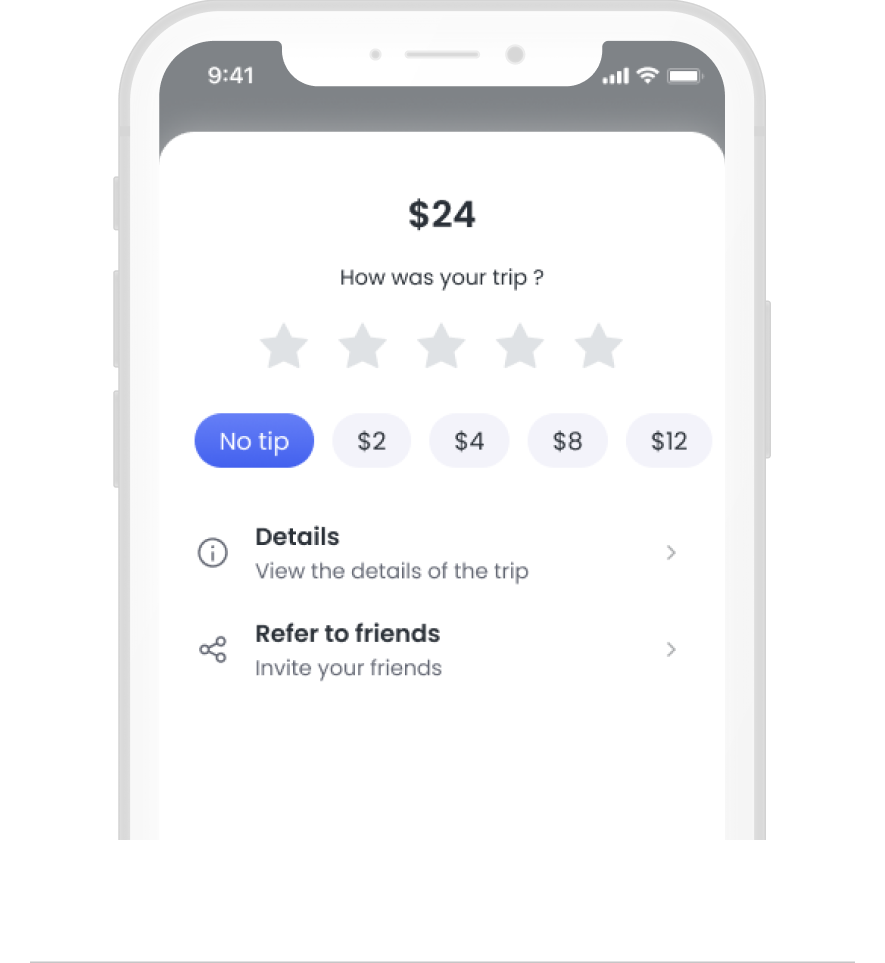 9:41
$24
How was your trip ?
No tip $2 $4 $8 $12
Details
View the details of the trip
Refer to friends
Invite your friends